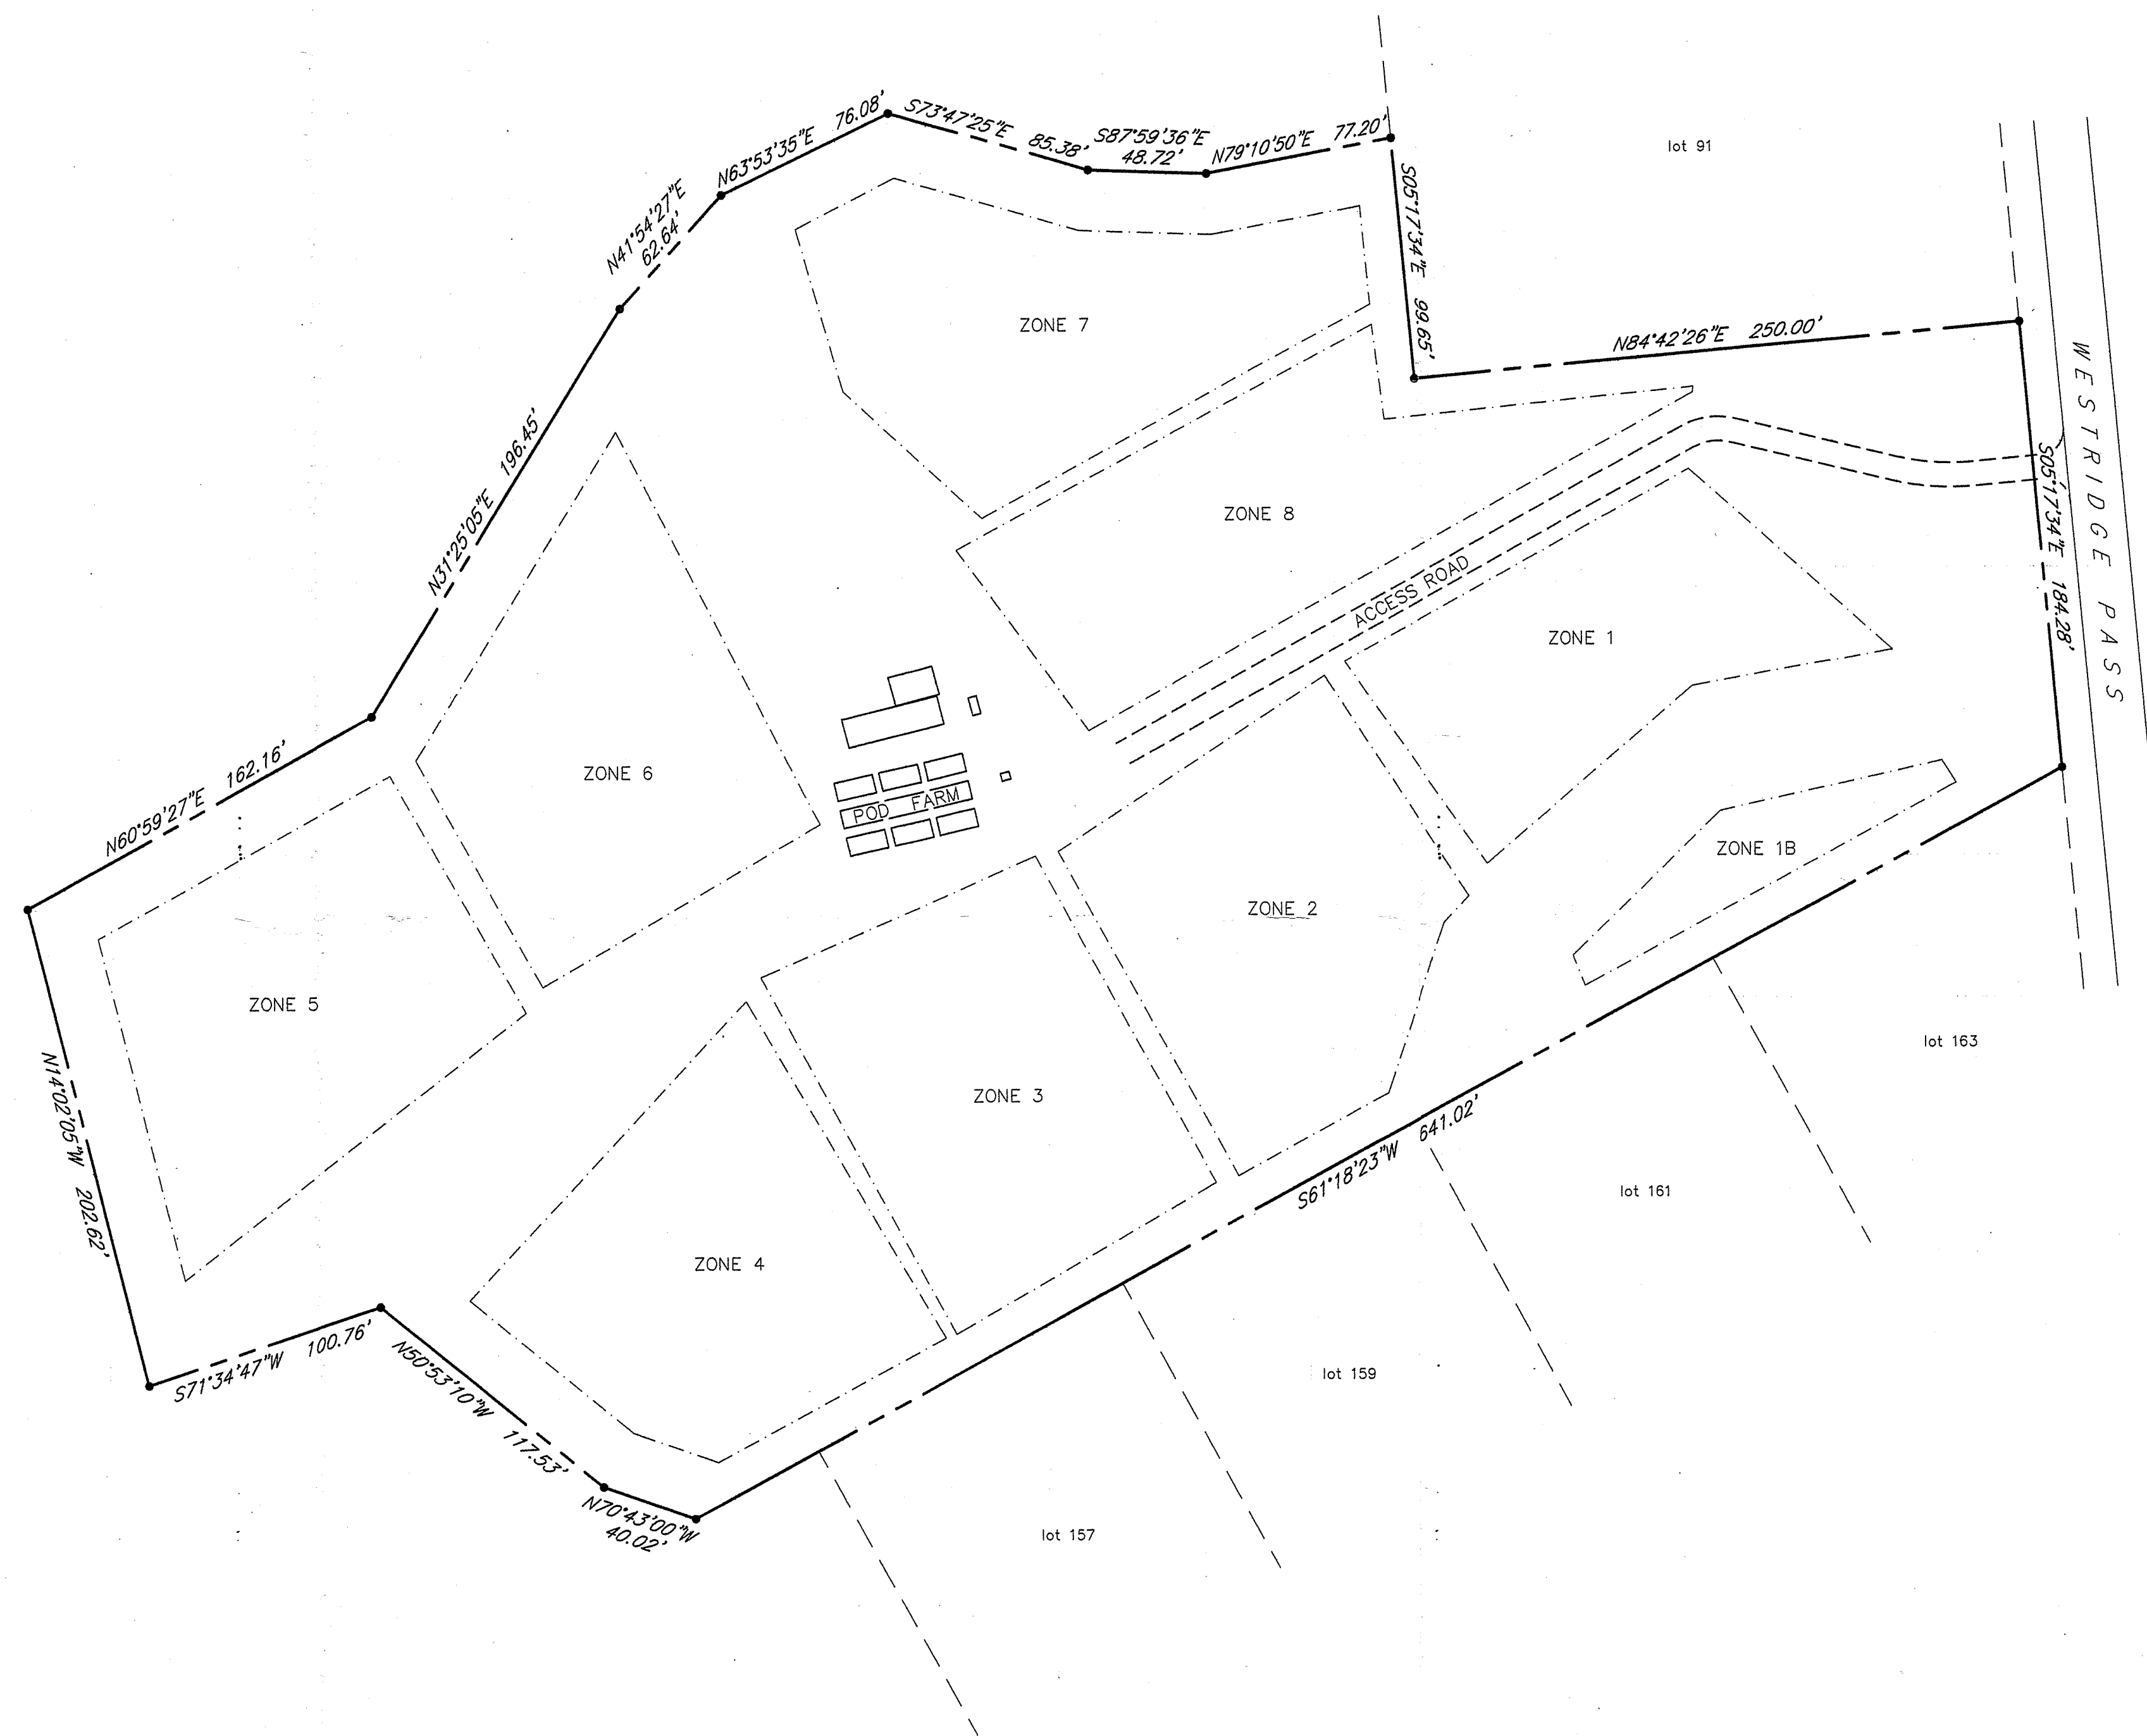 N63°53'35"E 76.08'
S73°47'25"E 85.38'
S87°59'36"E
48.72'
N79°10'50"E 77.20'
lot 91
N41°54'27"E
62.64'
S05°17'34"E 99.65'
ZONE 7
N84°42'26"E 250.00'
WESTRIDGE PASS
N31°25'05"E 196.45'
ZONE 8
S05°17'34"E 184.28'
ACCESS ROAD
ZONE 1
N60°59'27"E 162.16'
ZONE 6
POD FARM
ZONE 1B
ZONE 2
ZONE 5
lot 163
N14°02'05"W 202.62'
ZONE 3
S61°18'23"W 641.02'
lot 161
ZONE 4
S71°34'47"W 100.76'
N50°53'10"W 117.53'
lot 159
N70°43'00"W
40.02'
lot 157